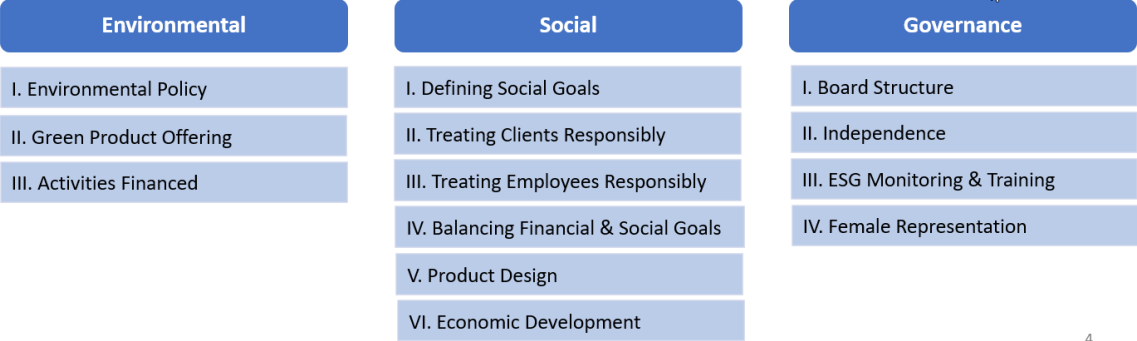 Environmental
I. Environmental Policy
II. Green Product Offering
III. Activities Financed
Social
I. Defining Social Goals
II. Treating Clients Responsibly
III. Treating Employees Responsibly
IV. Balancing Financial & Social Goals
V. Product Design
VI. Economic Development
Governance
I. Board Structure
II. Independence
III. ESG Monitoring & Training
IV. Female Representation
4